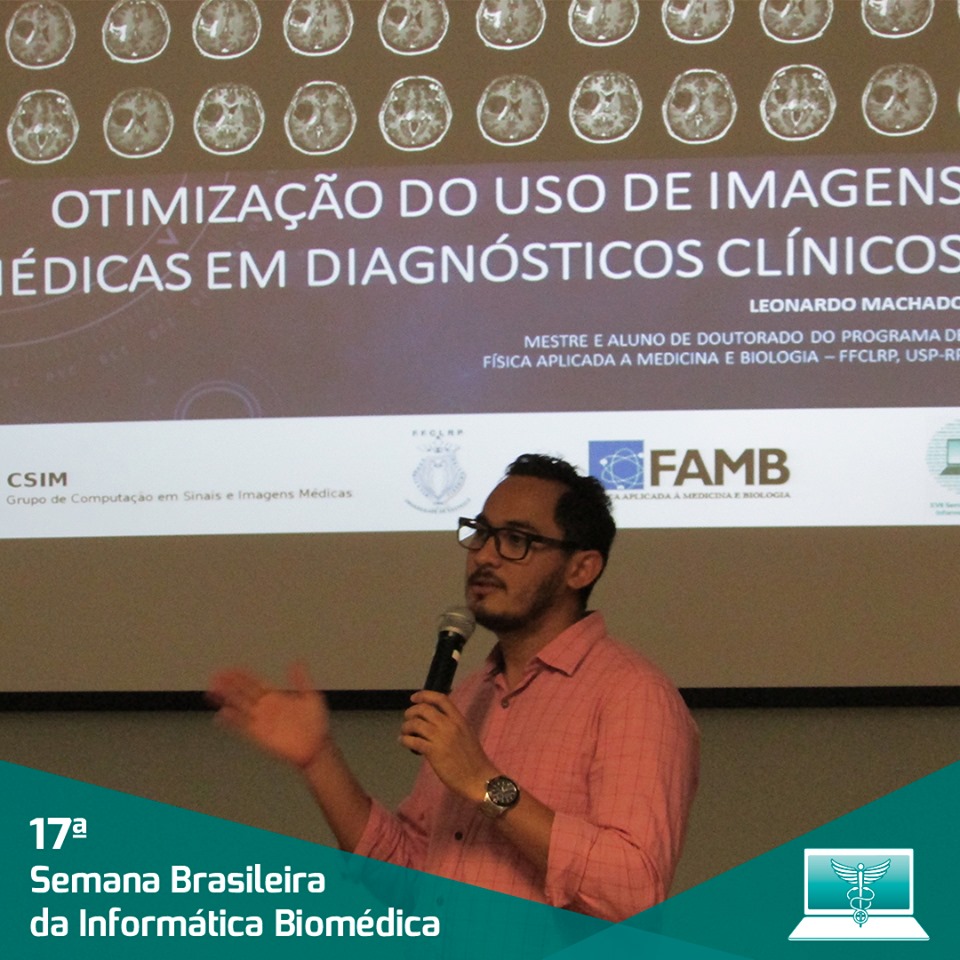 OTIMIZAÇÃO DO USO DE IMAGENS
MÉDICAS EM DIAGNÓSTICOS CLÍNICOS
LEONARDO MACHADO
MESTRE E ALUNO DE DOUTORADO DO PROGRAMA DE
FÍSICA APLICADA A MEDICINA E BIOLOGIA – FFCLRP, USP-RP
CSIM
Grupo de Computação em Sinais e Imagens Médicas
FFCLRP
FAMB
APLICADA À MEDICINA E BIOLOGIA
17ª
Semana Brasileira
da Informática Biomédica